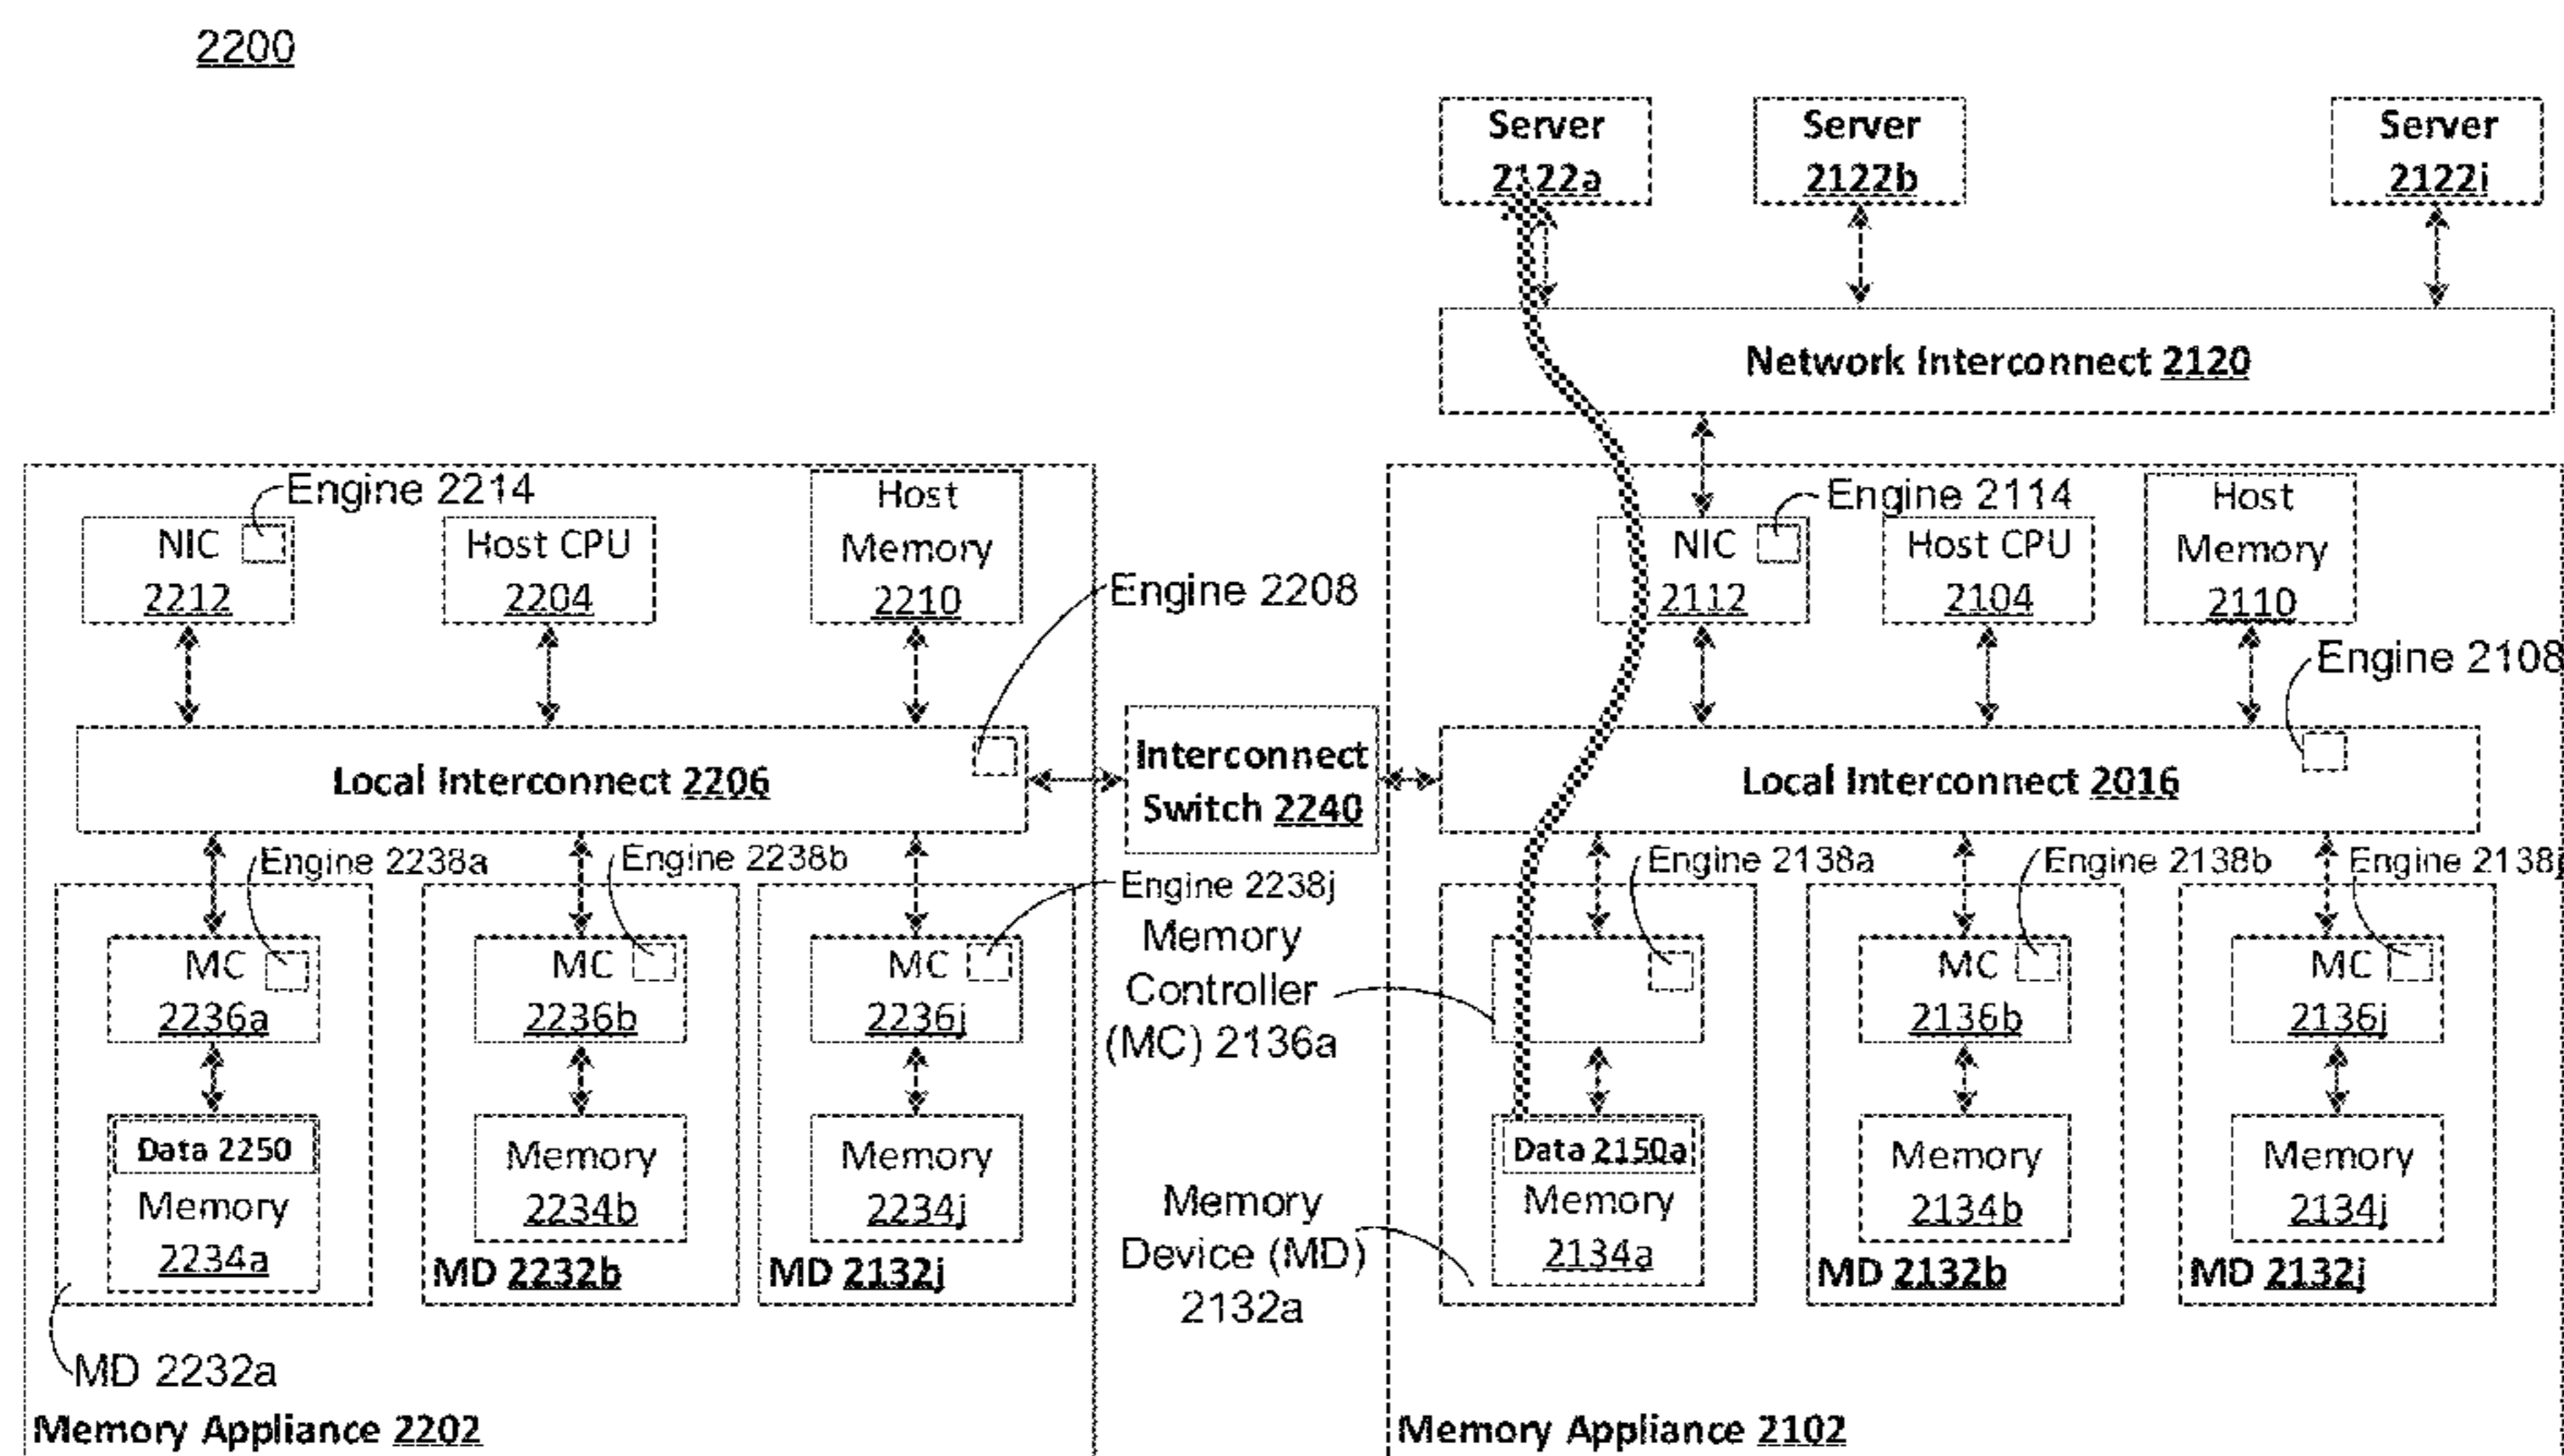 2200
Server
2122a
Server
2122b
Server
2122i
Network Interconnect 2120
Engine 2214
NIC
2212
Host CPU
2204
Host
Memory
2210
Engine 2208
Engine 2114
NIC
2112
Host CPU
2104
Host
Memory
2110
Engine 2108
Local Interconnect 2206
Interconnect
Switch 2240
Local Interconnect 2016
Engine 2238a
Engine 2238b
Engine 2238j
Engine 2138a
Engine 2138b
Engine 2138j
MC
2236a
MC
2236b
MC
2236j
Memory
Controller
(MC) 2136a
MC
2136b
MC
2136j
Data 2250
Memory
2234a
Memory
2234b
MD 2232b
Memory
2234j
MD 2132j
Memory
Device (MD)
2132a
Data 2150a
Memory
2134a
Memory
2134b
MD 2132b
Memory
2134j
MD 2132j
MD 2232a
Memory Appliance 2202
Memory Appliance 2102